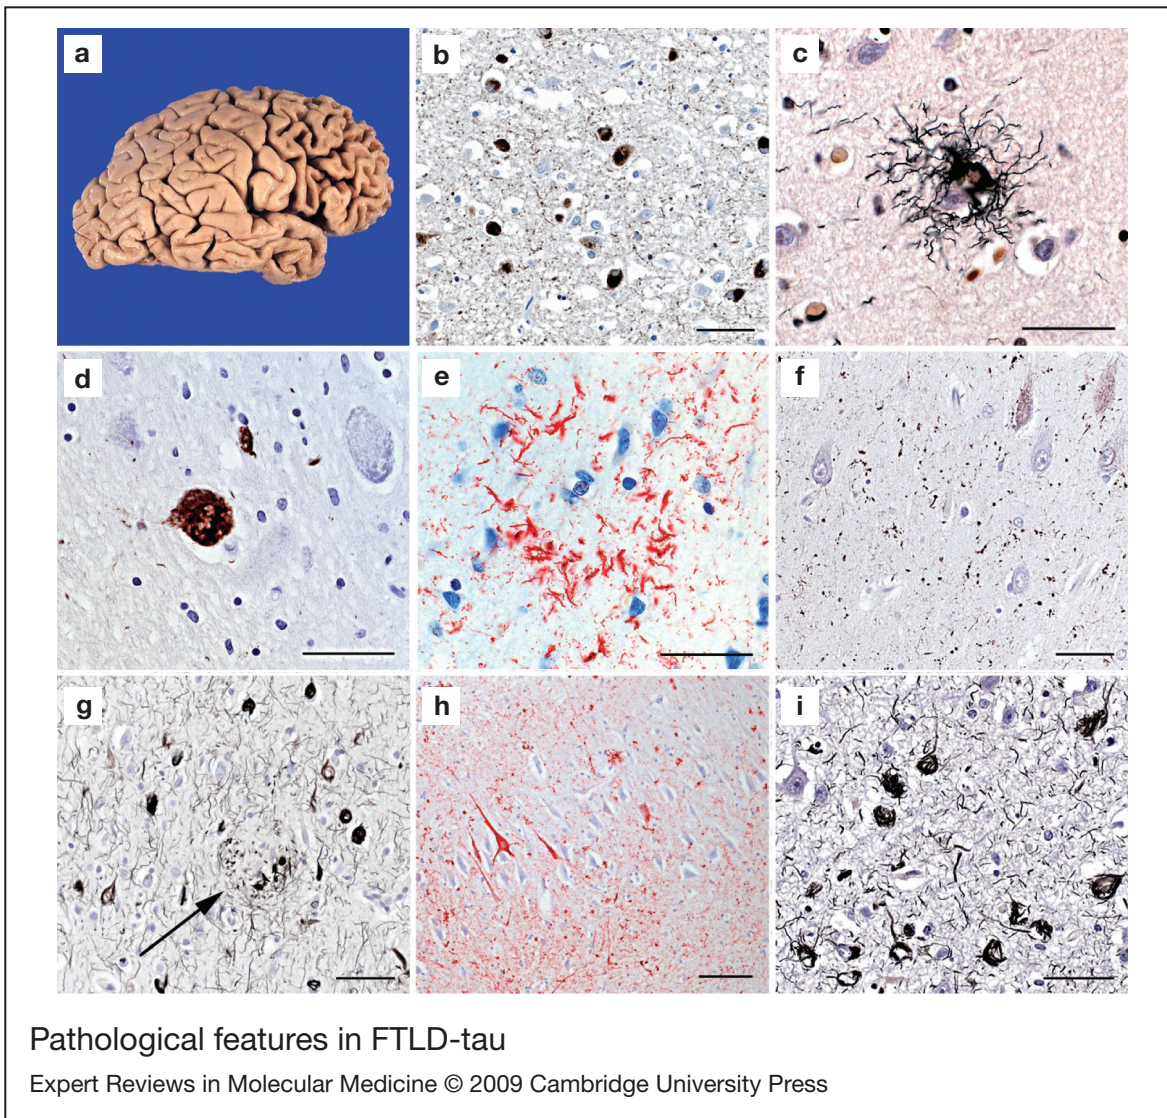 a
b
c
d
e
f
g
h
i
Pathological features in FTLD-tau
Expert Reviews in Molecular Medicine © 2009 Cambridge University Press